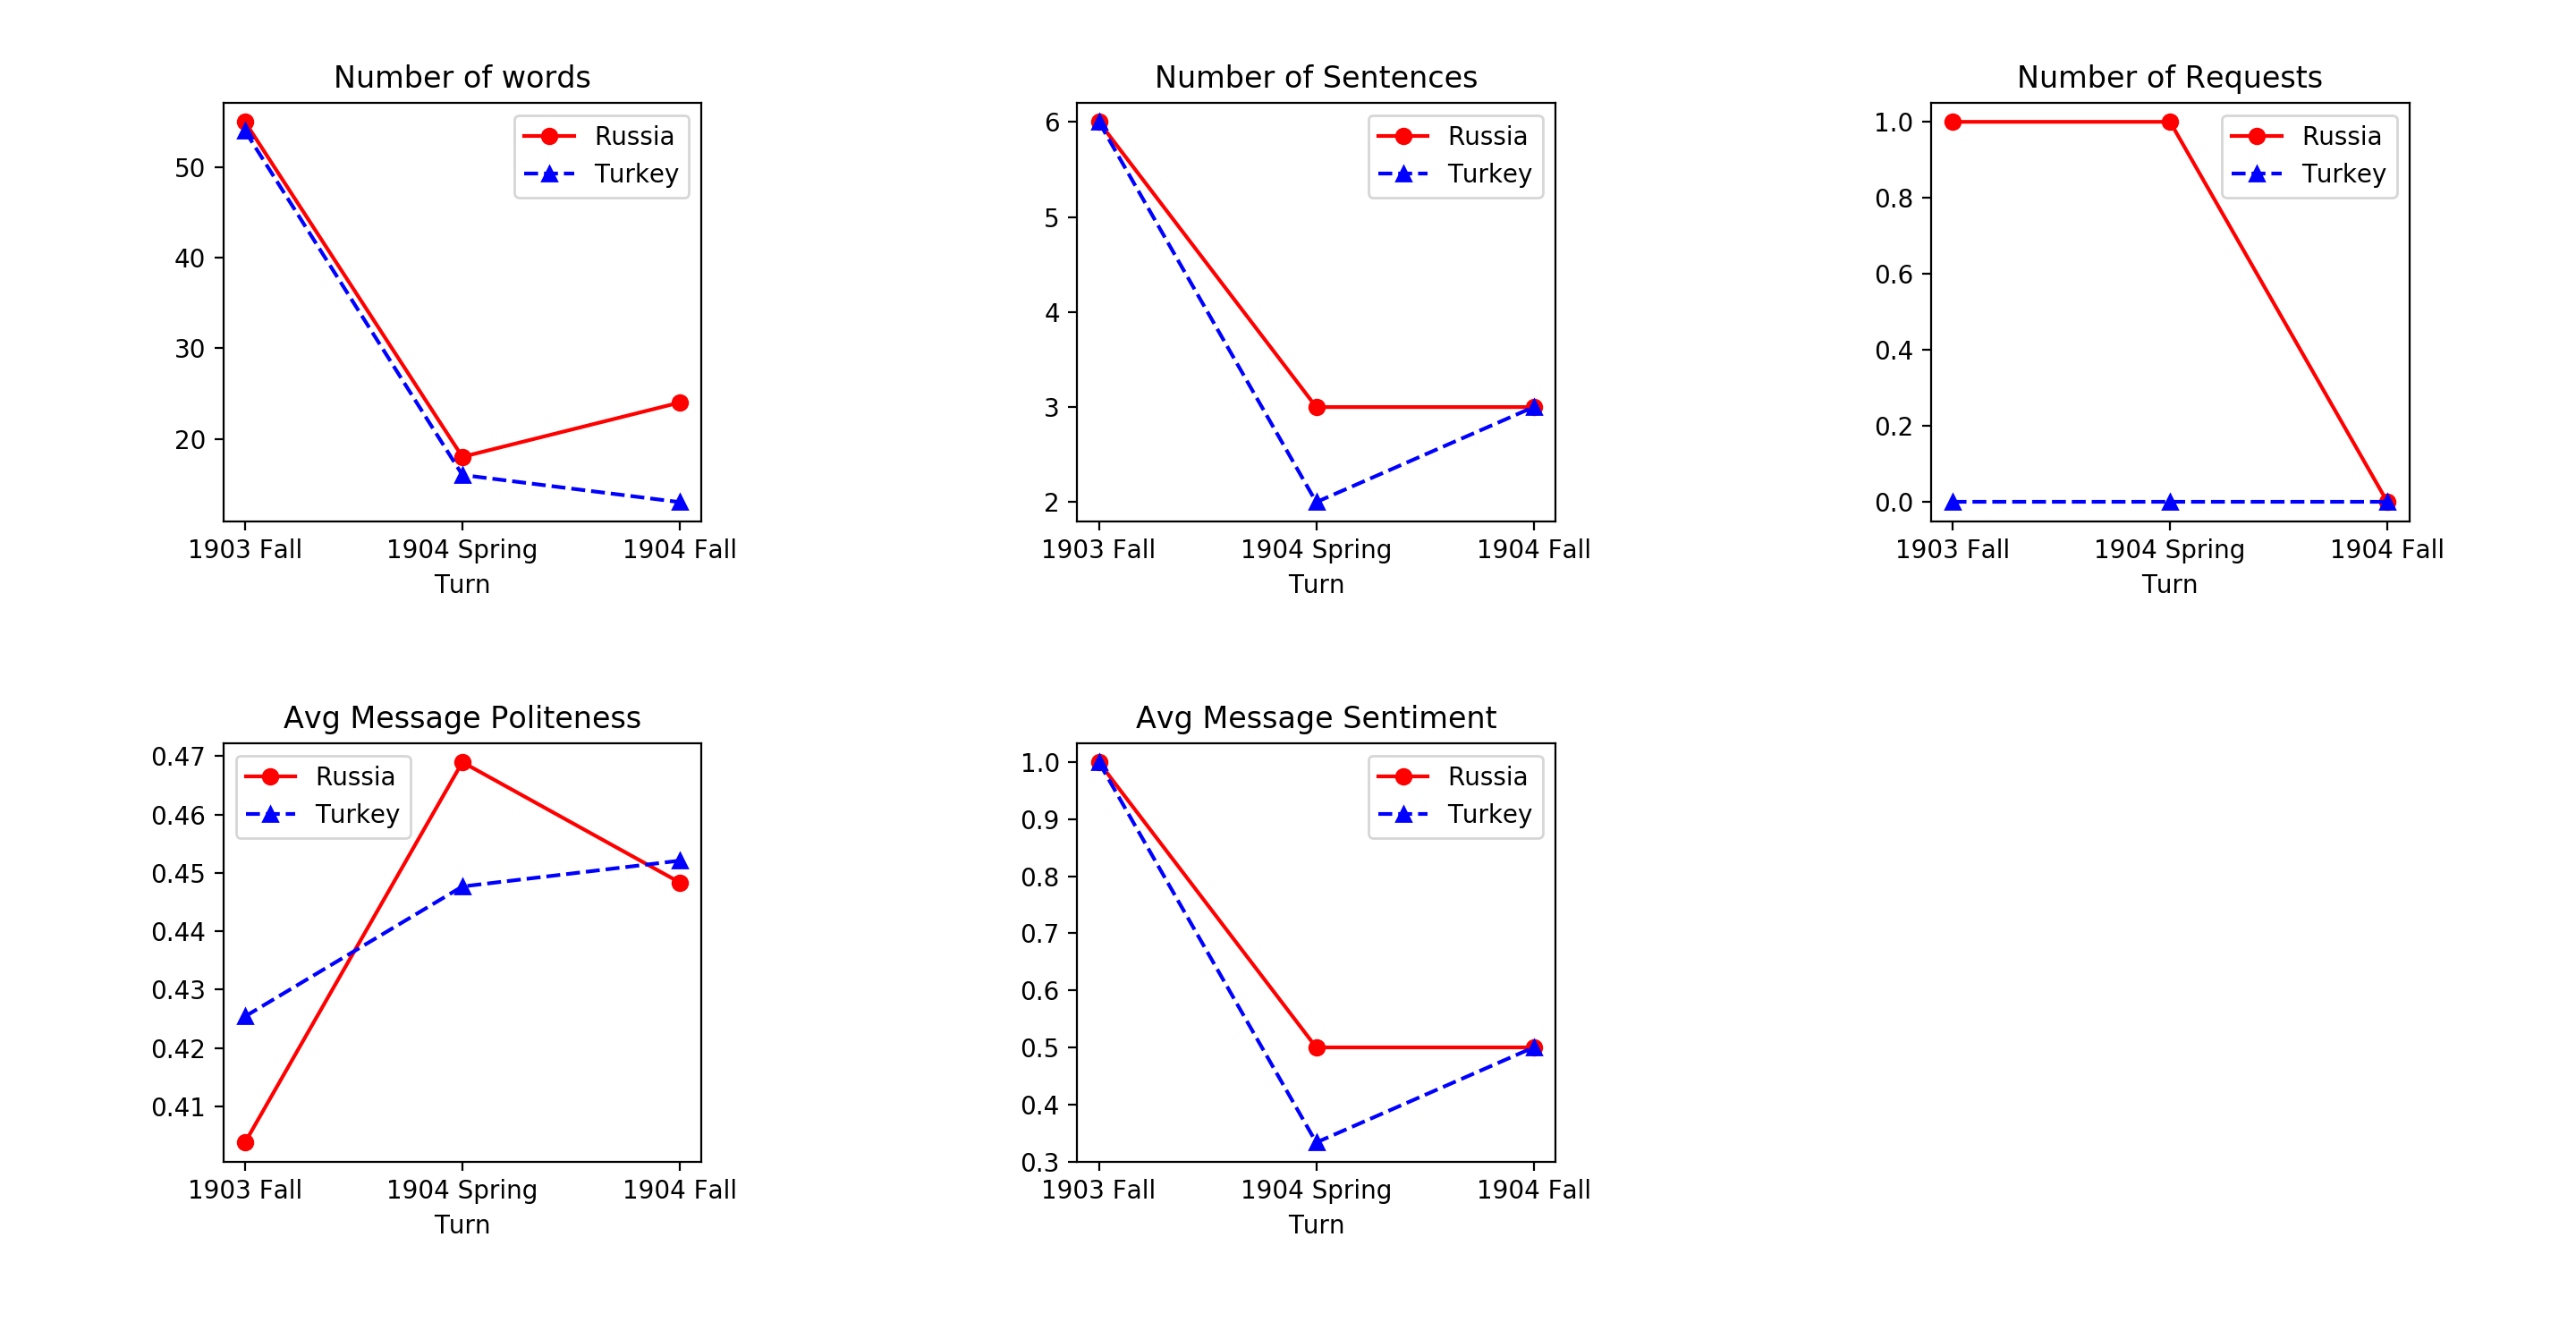 Number of words
50
40
30
20
Russia
Turkey
1903 Fall
1904 Spring
1904 Fall
Turn
Number of Sentences
6
5
4
3
2
Russia
Turkey
1903 Fall
1904 Spring
1904 Fall
Turn
Number of Requests
1.0
0.8
0.6
0.4
0.2
0.0
Russia
Turkey
1903 Fall
1904 Spring
1904 Fall
Turn
Avg Message Politeness
0.47
0.46
0.45
0.44
0.43
0.42
0.41
Russia
Turkey
1903 Fall
1904 Spring
1904 Fall
Turn
Avg Message Sentiment
1.0
0.9
0.8
0.7
0.6
0.5
0.4
0.3
Russia
Turkey
1903 Fall
1904 Spring
1904 Fall
Turn